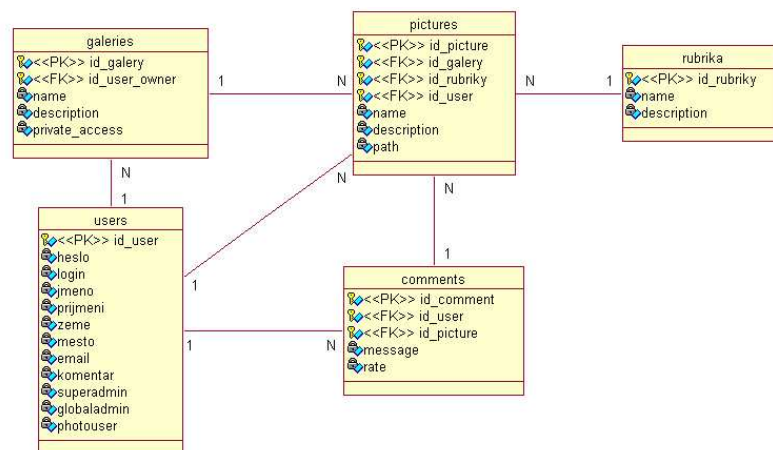 galeries
<<PK>> id_galery
<<FK>> id_user_owner
name
description
private_access
1
N
pictures
<<PK>> id_picture
<<FK>> id_galery
<<FK>> id_rubriky
<<FK>> id_user
name
description
path
N
1
rubrika
<<PK>> id_rubriky
name
description
N
1
N
1
N
1
users
<<PK>> id_user
heslo
login
jmeno
prijmeni
zeme
mesto
email
komentar
superadmin
globaladmin
photouser
1
N
comments
<<PK>> id_comment
<<FK>> id_user
<<FK>> id_picture
message
rate